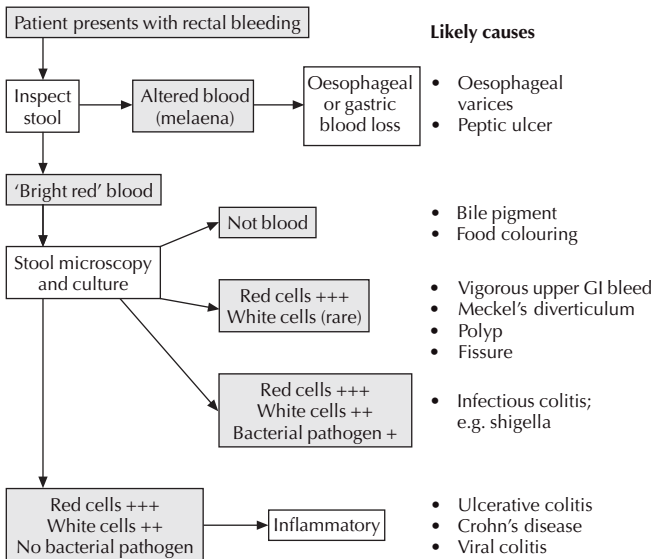 Patient presents with rectal bleeding
Likely causes
Inspect
stool
Altered blood
(melaena)
Oesophageal
or gastric
blood loss
• Oesophageal
varices
• Peptic ulcer
'Bright red' blood
Not blood
• Bile pigment
• Food colouring
Stool microscopy
and culture
Red cells +++
White cells (rare)
• Vigorous upper GI bleed
• Meckel's diverticulum
• Polyp
• Fissure
Red cells +++
White cells ++
Bacterial pathogen +
• Infectious colitis;
e.g. shigella
Red cells +++
White cells ++
No bacterial pathogen
Inflammatory
• Ulcerative colitis
• Crohn's disease
• Viral colitis